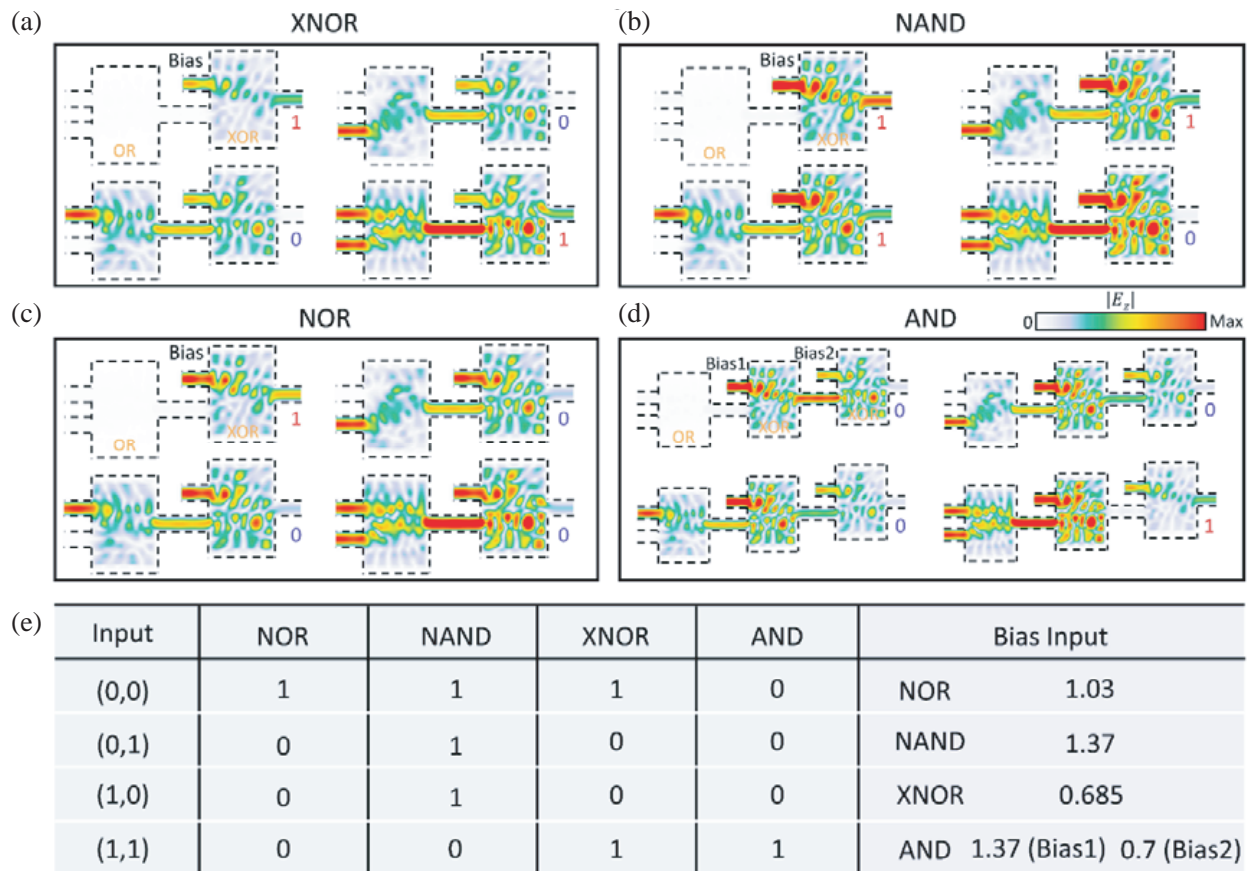 (a)
XNOR
Bias
1
OR
XOR
0
0
1
(b)
NAND
Bias
1
OR
XOR
1
1
0
(c)
NOR
Bias
1
OR
XOR
0
0
0
(d)
AND
|E_z|
0
Max
Bias1
Bias2
0
OR
XOR
XOR
0
0
1
(e)
Input NOR NAND XNOR AND Bias Input
(0,0) 1 1 1 0 NOR 1.03
(0,1) 0 1 0 0 NAND 1.37
(1,0) 0 1 0 0 XNOR 0.685
(1,1) 0 0 1 1 AND 1.37 (Bias1) 0.7 (Bias2)